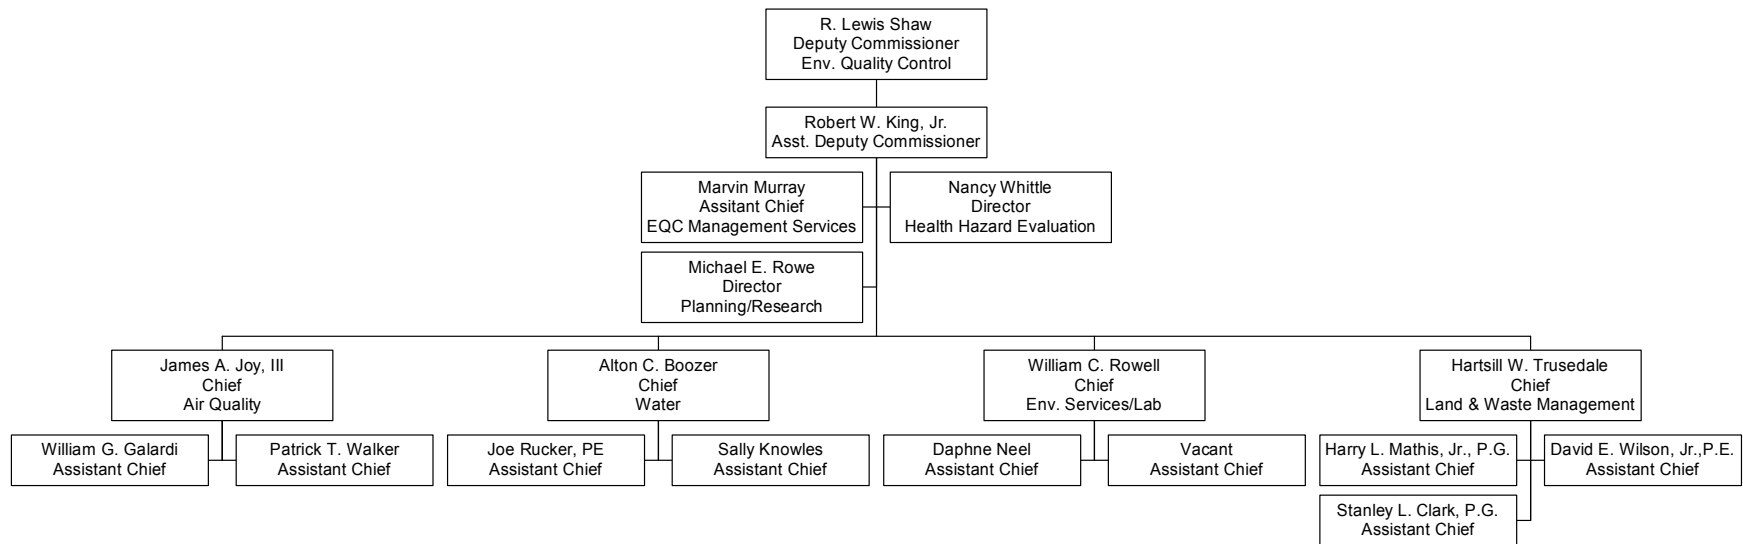 R. Lewis Shaw
Deputy Commissioner
Env. Quality Control
Robert W. King, Jr.
Asst. Deputy Commissioner
Marvin Murray
Assitant Chief
EQC Management Services
Nancy Whittle
Director
Health Hazard Evaluation
Michael E. Rowe
Director
Planning/Research
James A. Joy, III
Chief
Air Quality
Alton C. Boozer
Chief
Water
William C. Rowell
Chief
Env. Services/Lab
Hartsill W. Trusedale
Chief
Land & Waste Management
William G. Galardi
Assistant Chief
Patrick T. Walker
Assistant Chief
Joe Rucker, PE
Assistant Chief
Sally Knowles
Assistant Chief
Daphne Neel
Assistant Chief
Vacant
Assistant Chief
Harry L. Mathis, Jr., P.G.
Assistant Chief
David E. Wilson, Jr.,P.E.
Assistant Chief
Stanley L. Clark, P.G.
Assistant Chief